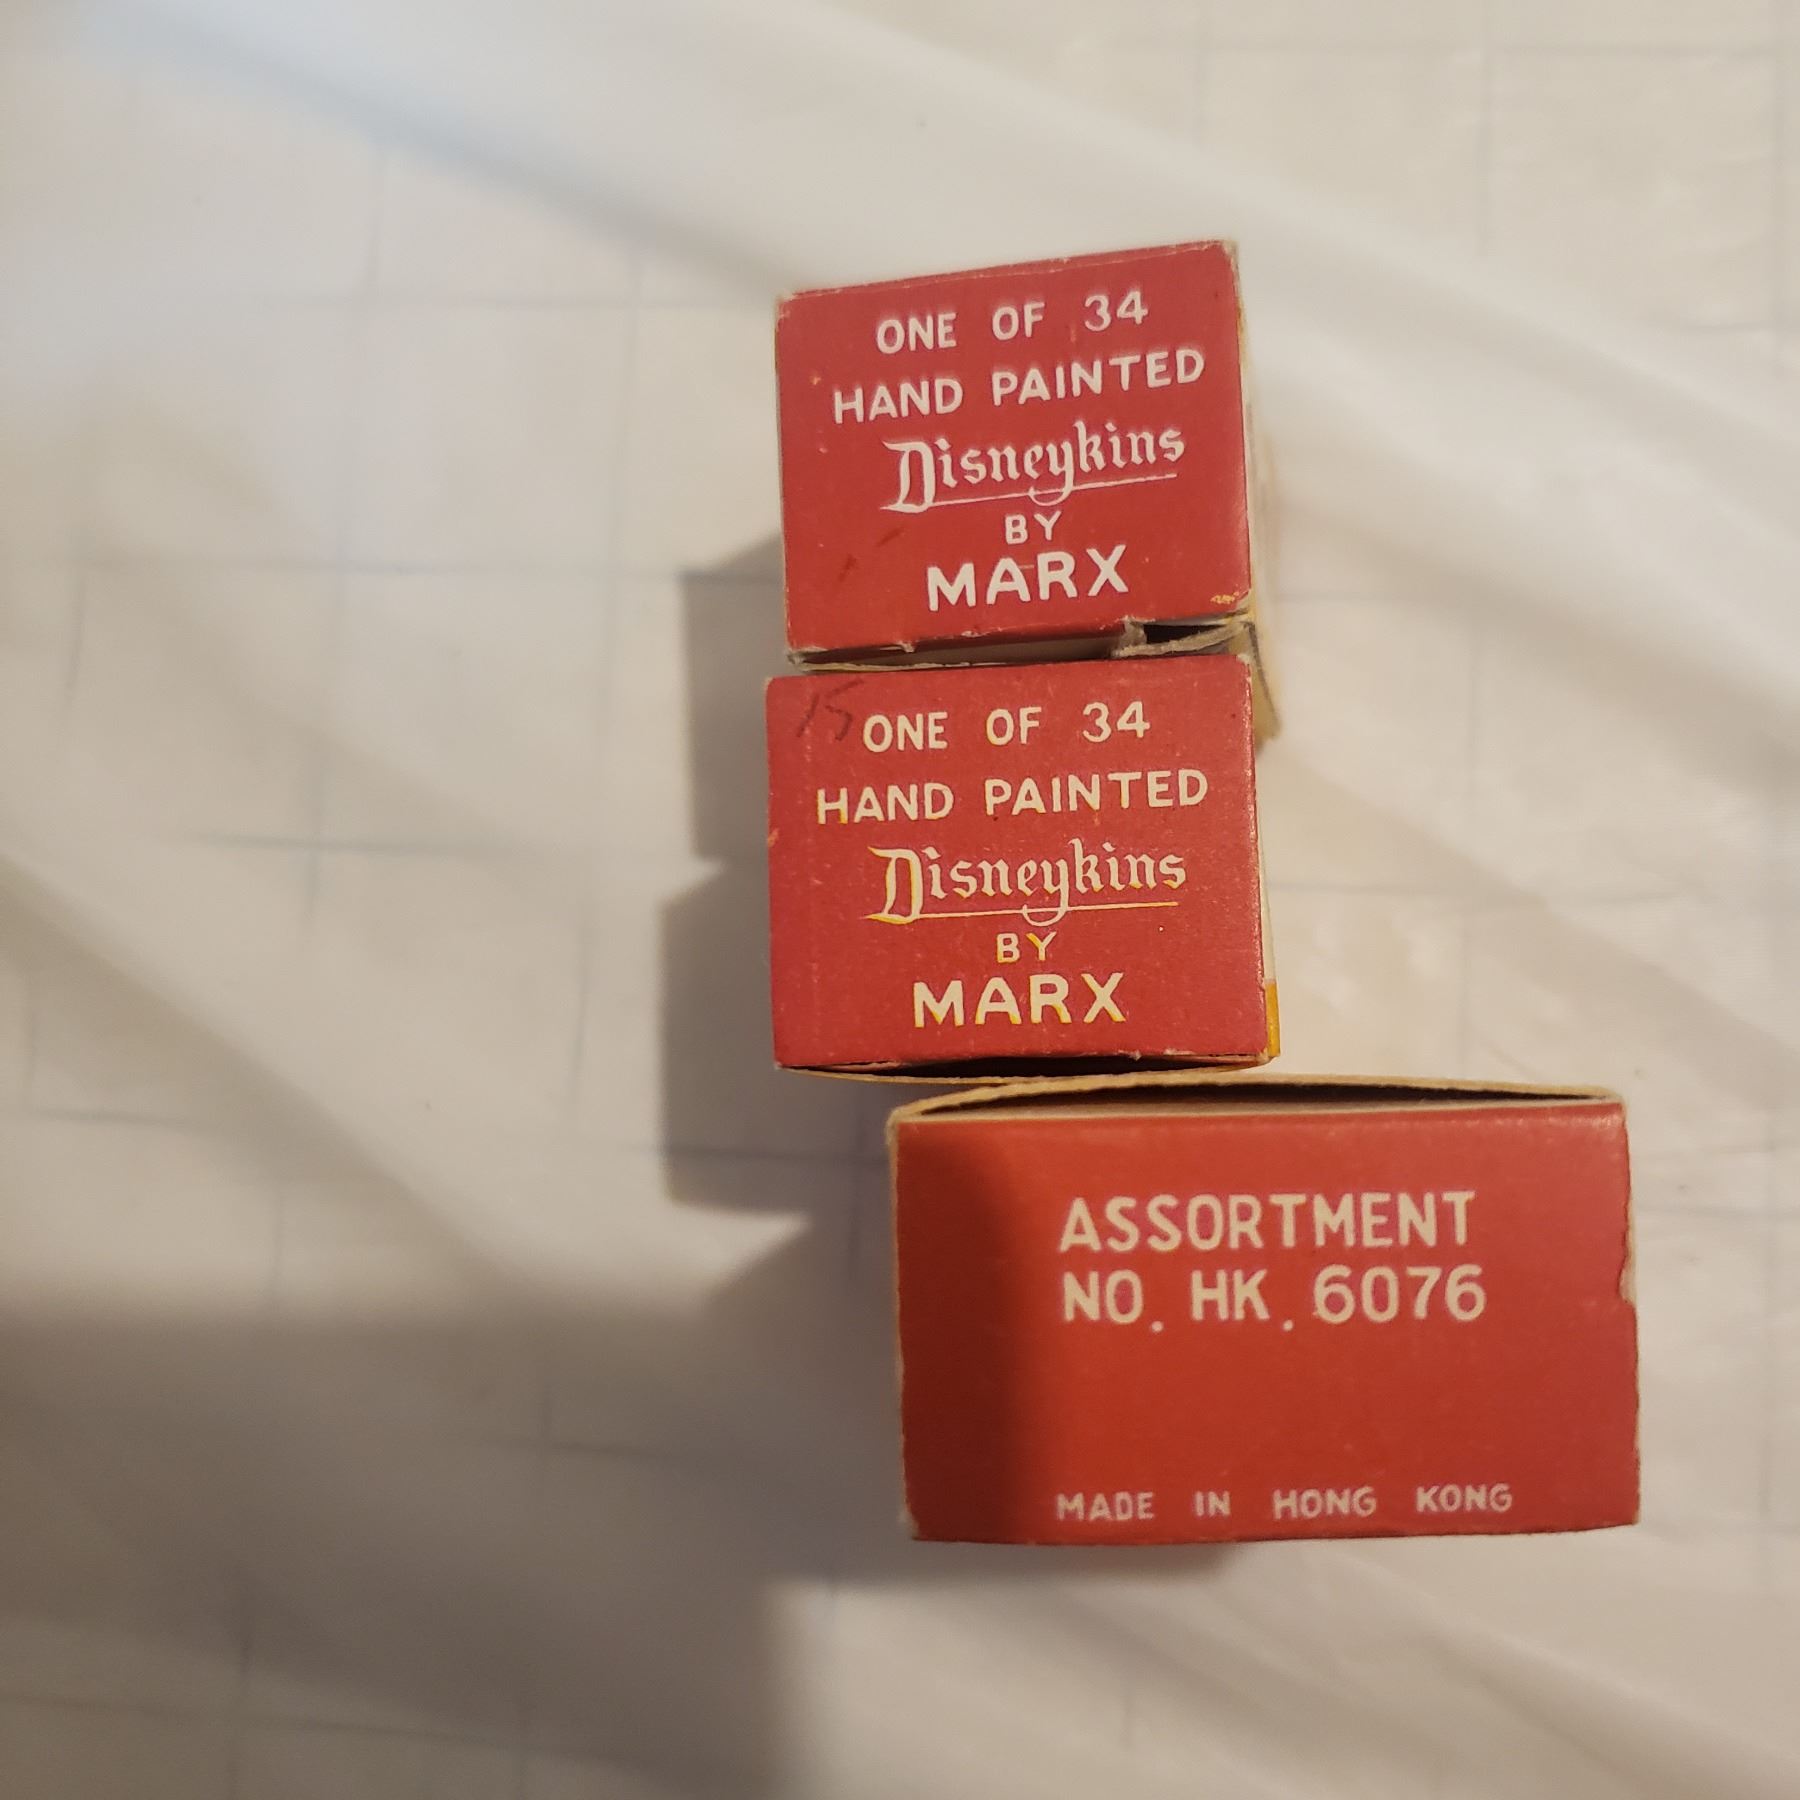 ONE OF 34
HAND PAINTED
Disneykins
BY
MARX
15
ONE OF 34
HAND PAINTED
Disneykins
BY
MARX
ASSORTMENT
NO. HK. 6076
MADE IN HONG KONG